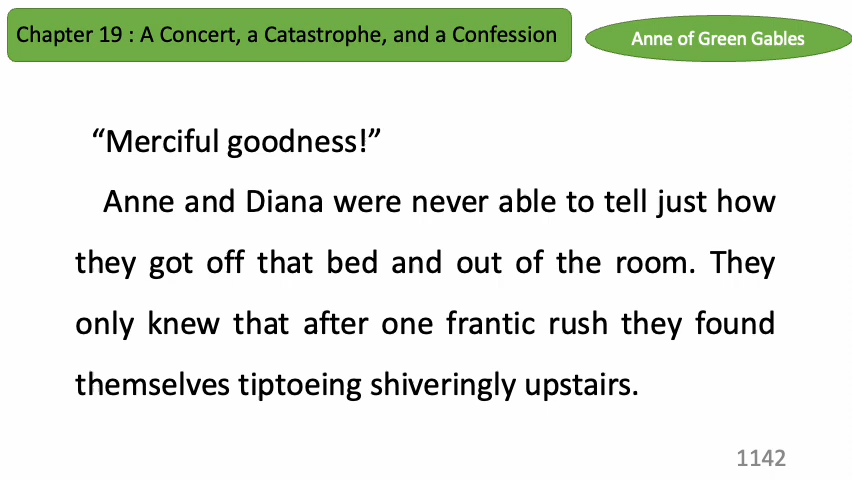 Chapter 19 : A Concert, a Catastrophe, and a Confession
Anne of Green Gables
“Merciful goodness!”
Anne and Diana were never able to tell just how
they got off that bed and out of the room. They
only knew that after one frantic rush they found
themselves tiptoeing shiveringly upstairs.
1142